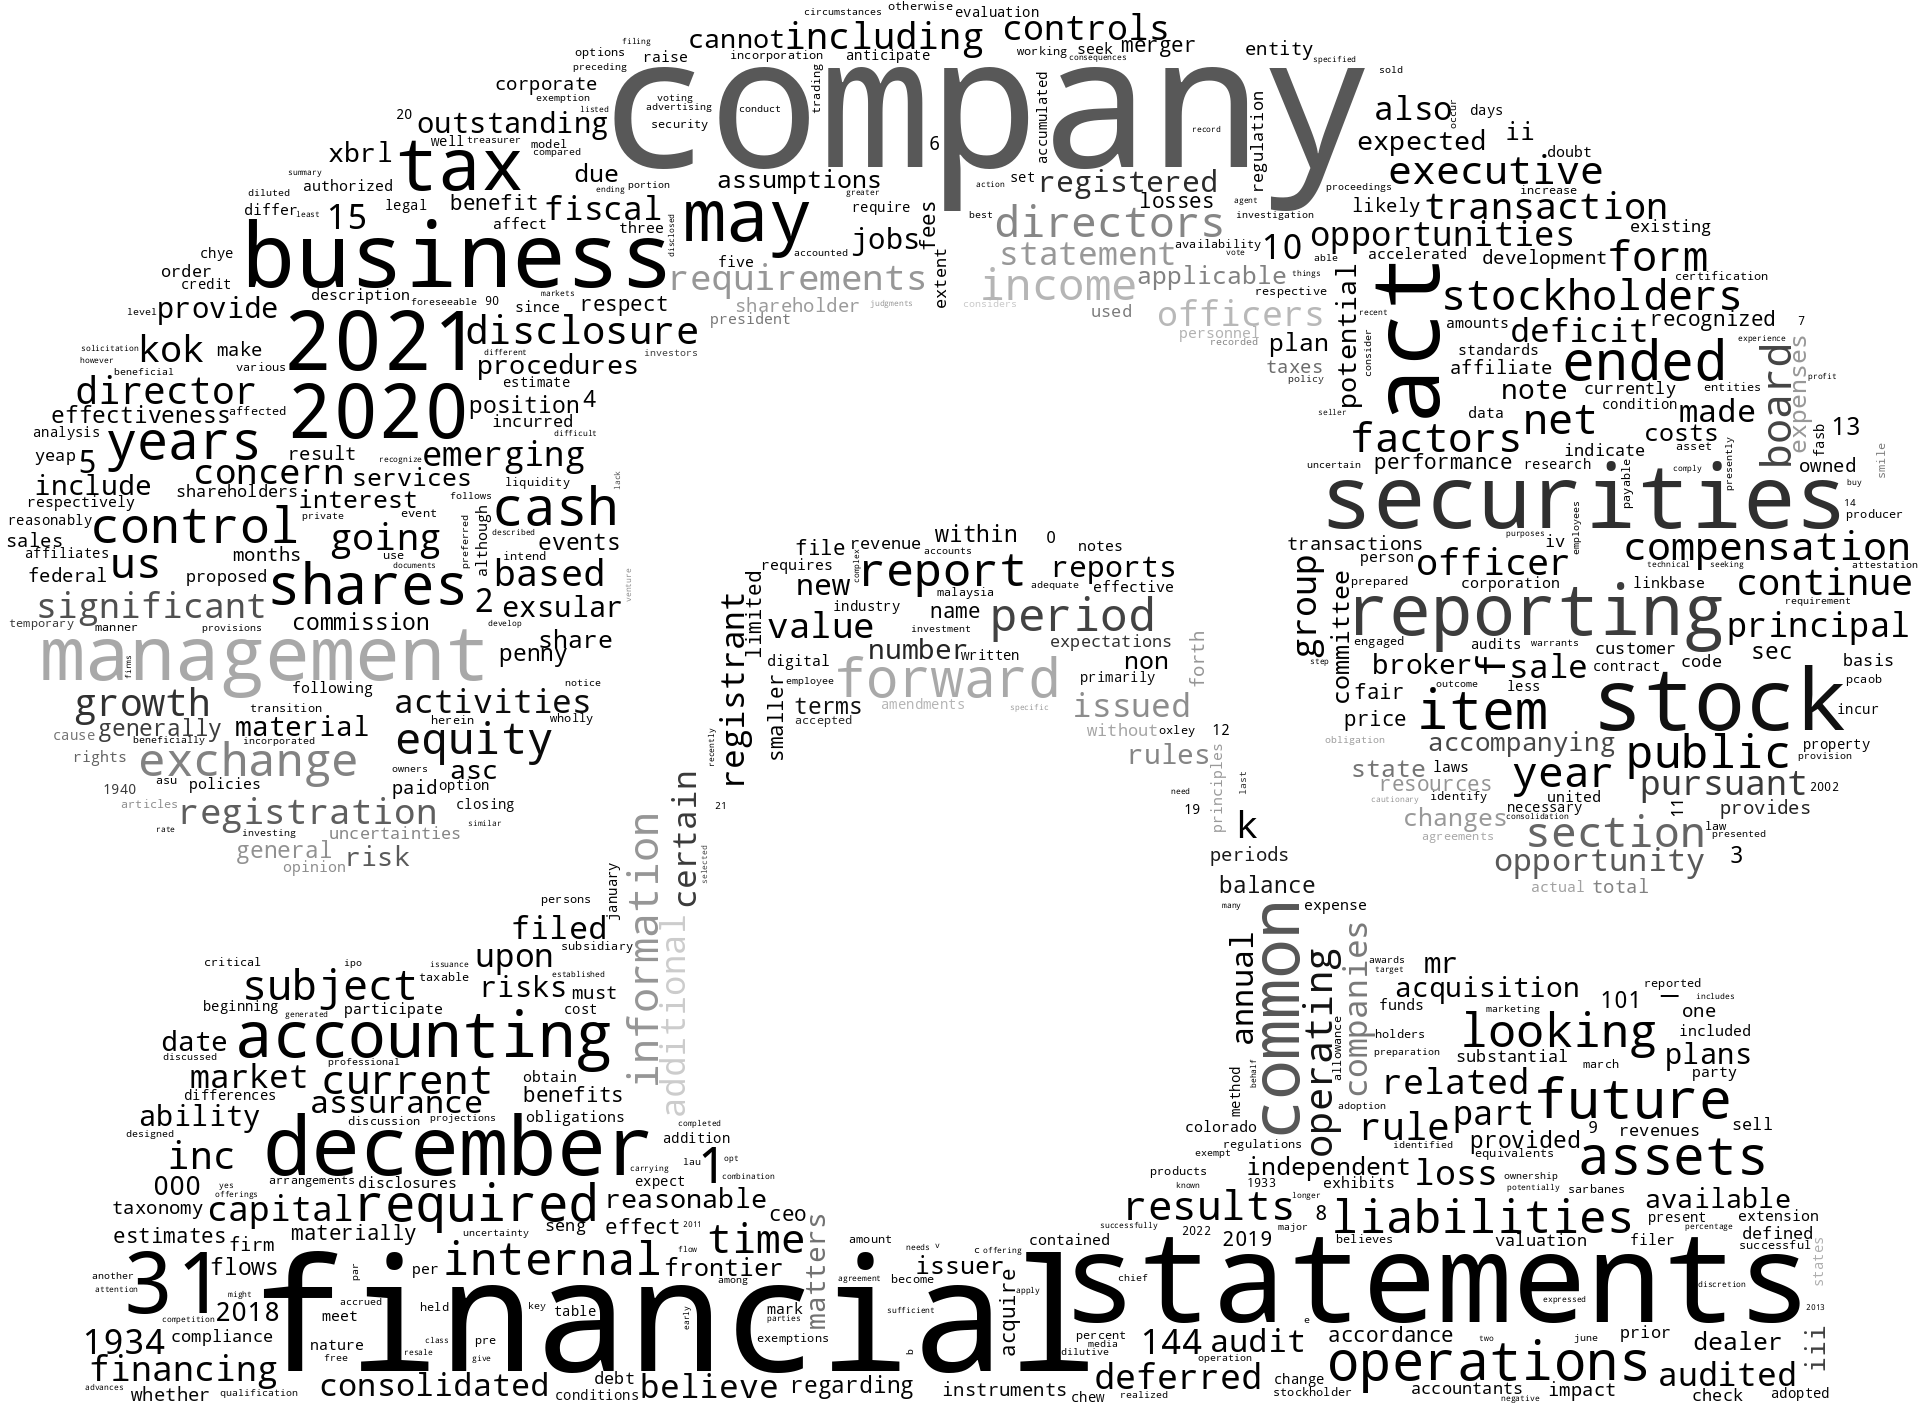 circumstances otherwise evaluation
filing cannot including controls
options raise incorporation anticipate working seek merger entity
preceding consequences specified
corporate company sold
exemption voting trading accumulated
listed advertising conduct regulation also occur days
20 outstanding security record expected ii
xbrl well treasurer model 6 doubt
tax compared executive
summary due assumptions action set registered
authorized ending portion greater proceedings increase
diluted legal benefit fiscal may require best losses agent likely transaction
differ least 15 affect three disclosed jobs fees directors investigation existing
chye business statement availability 10 opportunities
order five accounted extent vote able accelerated development form
credit requirements income applicable things potential certification
description foreseeable 90 markets respective act stockholders
level provide since respect shareholder judgments considers used officers recent
2021 disclosure president personnel amounts deficit recognized 7
solicitation kok make different investors recorded plan standards experience
however various procedures taxes consider affiliate ended board expenses
beneficial estimate policy profit
director 2020 position 4 note currently entities
effectiveness affected incurred seller data net condition made
analysis years difficult factors costs fasb 13
yeap 5 result recognize emerging indicate asset presently
concern services uncertain performance research comply owned smile
include shareholders interest liquidity lack payable buy
respectively follows cash securities 14
reasonably control private event although described producer
sales going preferred events purposes employees
affiliates months use transactions iv compensation
federal us intend person officer technical seeking attestation
proposed documents based venture prepared corporation linkbase continue
significant shares 2 exsular group committee reporting requirement
temporary manner provisions commission develop principal
management share engaged audits warrants
firms penny step broker f sale customer sec
following notice contract code basis
growth transition activities outcome less pcaob
generally material herein wholly fair item stock incur
cause beneficially incorporated equity price
rights exchange owners asc obligation accompanying public property
asu policies paid option state laws year provision
1940 closing resources pursuant 2002
articles registration similar cautionary identify united provides
rate investing uncertainties changes necessary 11
general risk agreements consolidation section law presented
opinion opportunity 3
actual total
within 0 notes
file revenue accounts
requires complex report reports
new malaysia adequate effective
limited industry name period
value investment expectations
number written non forth
digital forward primarily
smaller employee
terms amendments specific issued
registrant accepted without oxley 12
recently rules principles
certain need last
21 19
k
information selected periods
january balance
persons many expense
filed additional common
upon subsidiary annual operating companies
critical ipo issuance taxable established awards mr
subject risks must target acquisition reported
beginning generated participate cost funds 101 — includes
date accounting marketing one
discussed professional holders looking included
market current obtain preparation substantial plans
differences benefits allowance march party
ability assurance behalf related future
discussion projections obligations method adoption part
designed december completed colorado rule 9 revenues sell
inc addition regulations identified provided
arrangements carrying lau 1 opt exempt independent equivalents assets
000 yes disclosures expect combination products exhibits loss ownership
offerings capital required reasonable known 1933 potentially sarbanes
taxonomy results longer available
estimates materially seng effect 2011 ceo successfully 8 liabilities present extension
firm uncertainty time matters 2022 2019 major percentage defined
31 flows internal flow amount needs v c offering contained believes valuation filer successful
another per frontier issuer statements states
attention par among agreement become chief discretion
might accrued held key table mark sufficient apply expressed
competition 2018 meet early parties acquire 2013
1934 compliance financial e
nature class pre exemptions percent 144 audit accordance two june prior dealer iii
financing free resale give b media
dilutive operation operations audited
advances whether qualification consolidated debt believe regarding instruments deferred change accountants impact
conditions chew realized stockholder negative check adopted